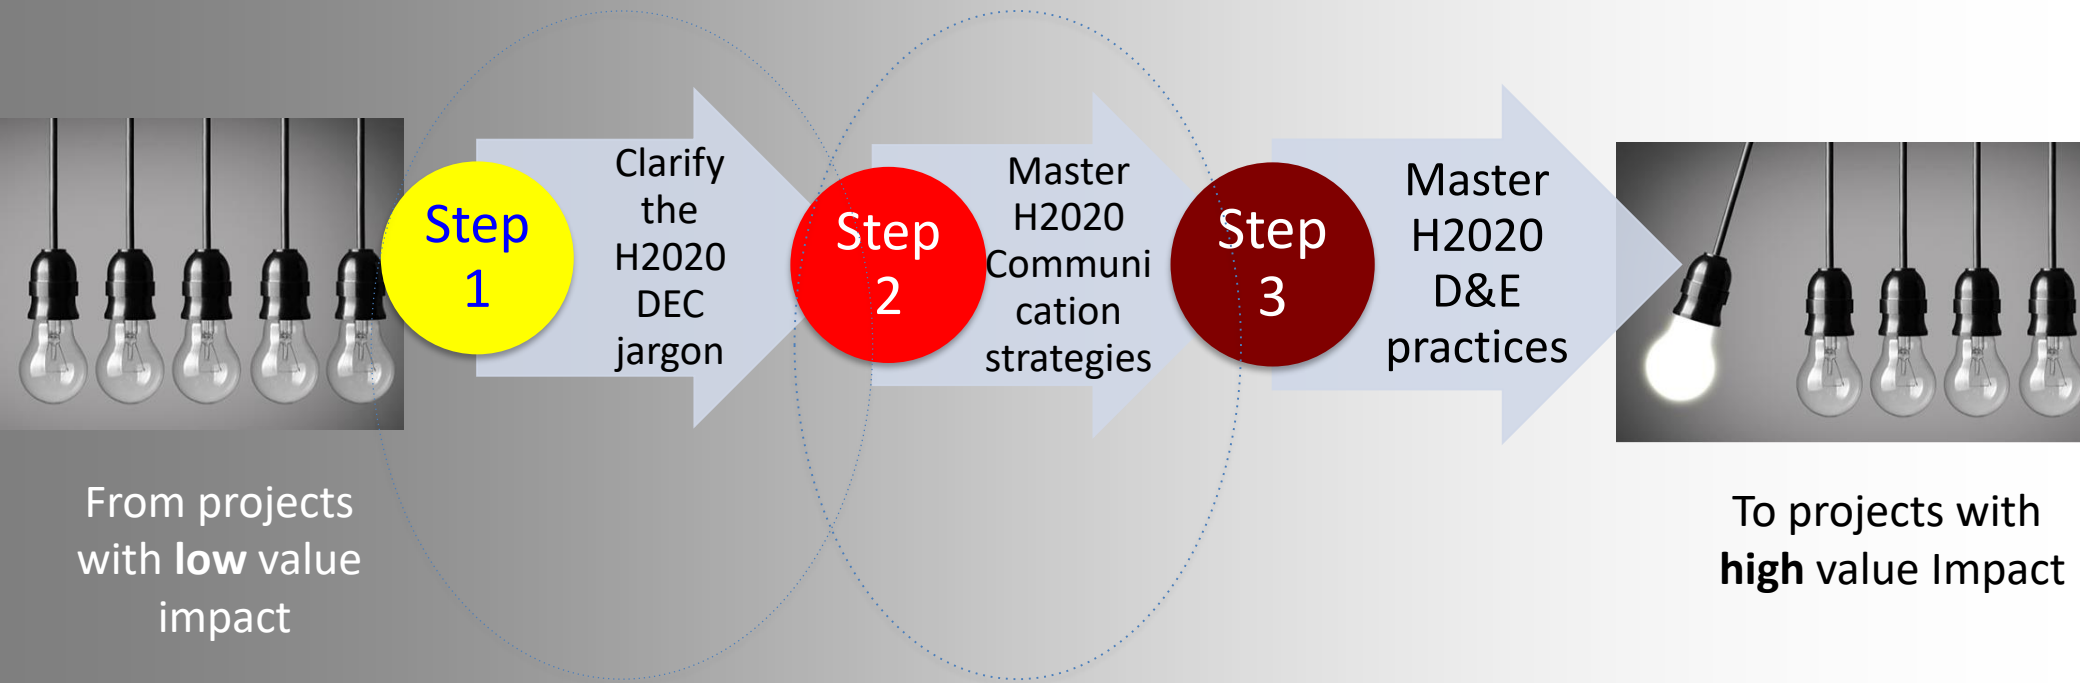 From projects
with low value
impact
Step
1
Clarify
the
H2020
DEC
jargon
Step
2
Master
H2020
Communi
cation
strategies
Step
3
Master
H2020
D&E
practices
To projects with
high value Impact